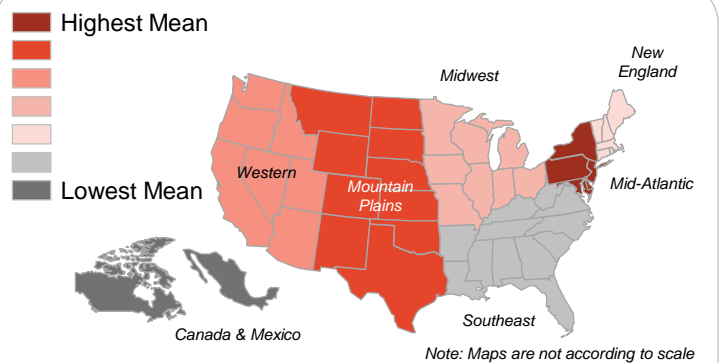 Highest Mean
Lowest Mean
New
England
Midwest
Western
Mountain
Plains
Mid-Atlantic
Southeast
Canada & Mexico
Note: Maps are not according to scale